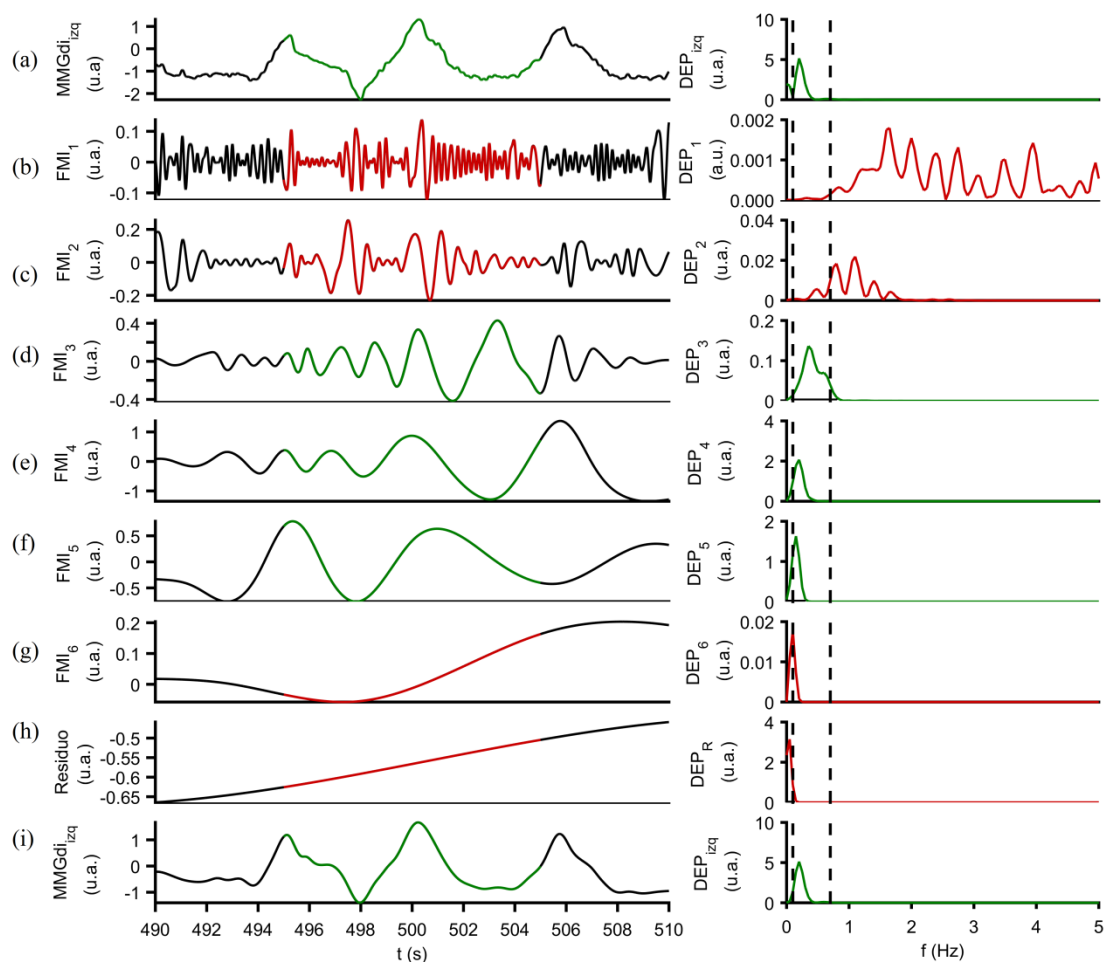 (a)
MMGdi_izq
(u.a)
1
0
-1
-2
DEP_izq
(u.a.)
10
5
0
(b)
FMI_1
(u.a.)
0.1
0
-0.1
DEP_1
(a.u.)
0.002
0.001
0.000
(c)
FMI_2
(u.a.)
0.2
0
-0.2
DEP_2
(u.a.)
0.04
0.02
0
(d)
FMI_3
(u.a.)
0.4
0
-0.4
DEP_3
(u.a.)
0.2
0.1
0
(e)
FMI_4
(u.a.)
1
0
-1
DEP_4
(u.a.)
4
2
0
(f)
FMI_5
(u.a.)
0.5
0
-0.5
DEP_5
(u.a.)
2
1
0
(g)
FMI_6
(u.a.)
0.2
0.1
0
DEP_6
(u.a.)
0.02
0.01
0
(h)
Residuo
(u.a.)
-0.5
-0.55
-0.6
-0.65
DEP_R
(u.a.)
4
2
0
(i)
MMGdi_izq
(u.a.)
1
0
-1
DEP_izq
(u.a.)
10
5
0
490 492 494 496 498 500 502 504 506 508 510
t (s)
0 1 2 3 4 5
f (Hz)